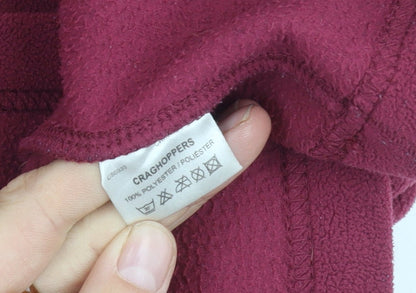 CRAGHOPPERS
100% POLYESTER / POLIESTER